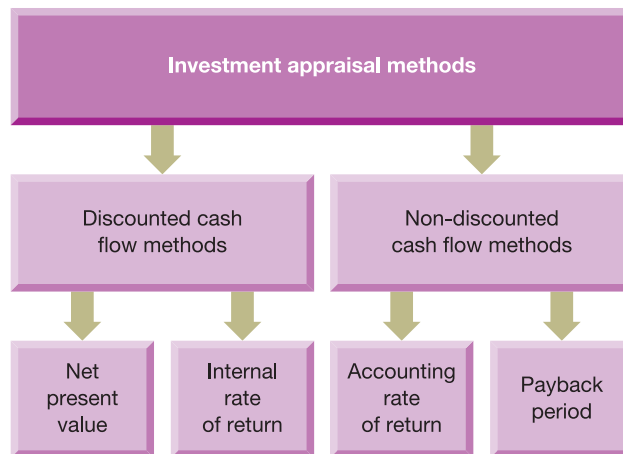 Investment appraisal methods
Discounted cash
flow methods
Non-discounted
cash flow methods
Net
present
value
Internal
rate
of return
Accounting
rate
of return
Payback
period